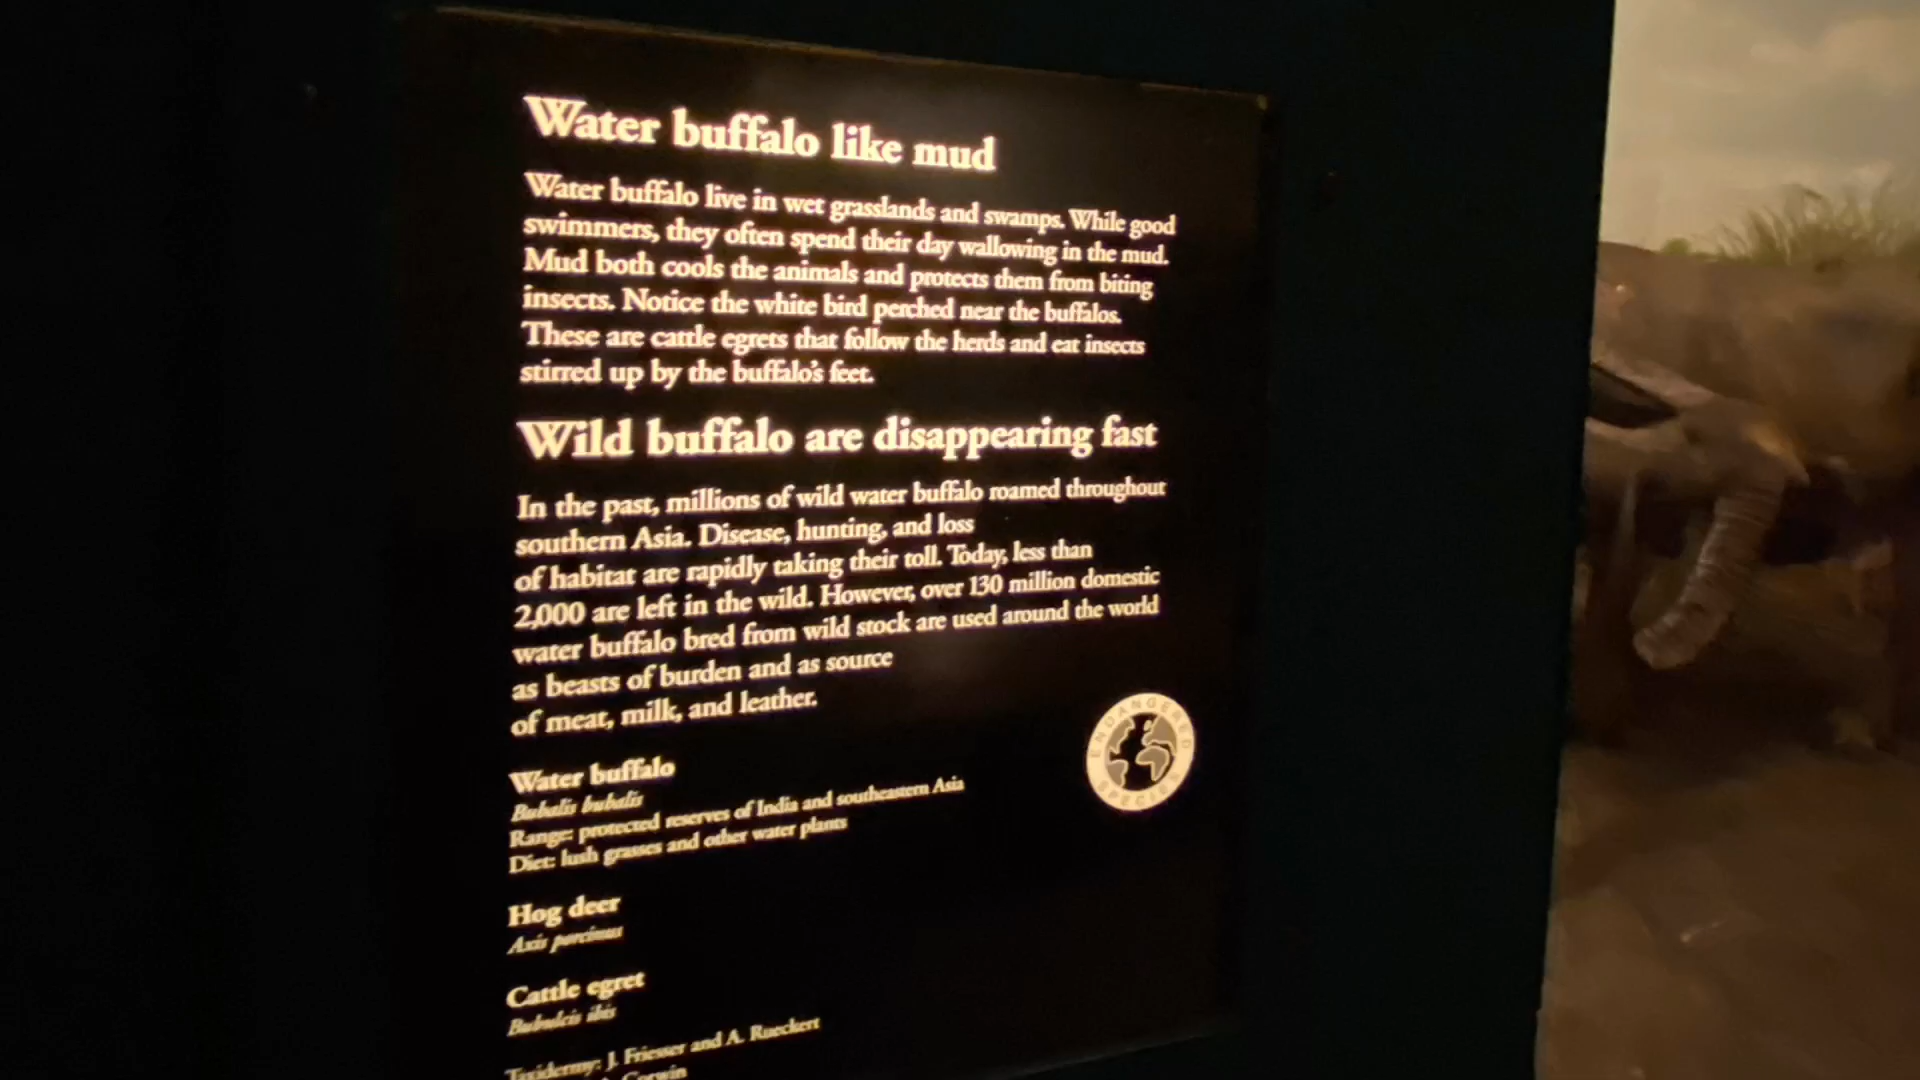 Water buffalo like mud
Water buffalo live in wet grasslands and swamps. While good
swimmers, they often spend their day wallowing in the mud.
Mud both cools the animals and protects them from biting
insects. Notice the white bird perched near the buffalos.
These are cattle egrets that follow the herds and eat insects
stirred up by the buffalo's feet.
Wild buffalo are disappearing fast
In the past, millions of wild water buffalo roamed throughout
southern Asia. Disease, hunting, and loss
of habitat are rapidly taking their toll. Today, less than
2,000 are left in the wild. However, over 130 million domestic
water buffalo bred from wild stock are used around the world
as beasts of burden and as source
of meat, milk, and leather.
ENDANGERED
SPECIES
Water buffalo
Bubalis bubalis
Range: protected reserves of India and southeastern Asia
Diet: lush grasses and other water plants
Hog deer
Axis porcinus
Cattle egret
Bubulcis ibis
Taxidermy: J. Friesser and A. Rueckert
Corwin